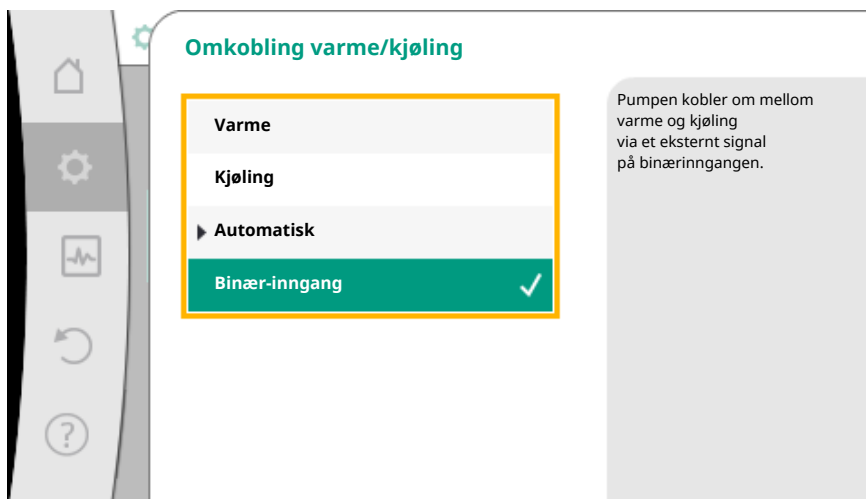 Omkobling varme/kjøling
Varme
Kjøling
Automatisk
Binær-inngang
Pumpen kobler om mellom
varme og kjøling
via et eksternt signal
på binærinngangen.